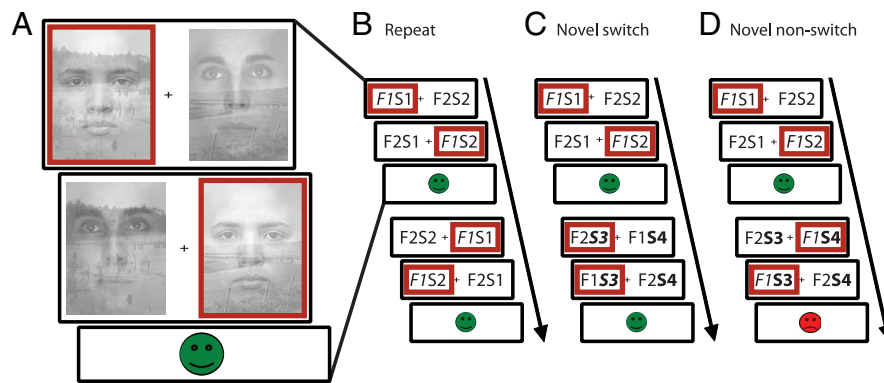 A
+
+
B Repeat
F1S1 + F2S2
F2S1 + F1S2
F2S2 + F1S1
F1S2 + F2S1
C Novel switch
F1S1 + F2S2
F2S1 + F1S2
F2S3 + F1S4
F1S3 + F2S4
D Novel non-switch
F1S1 + F2S2
F2S1 + F1S2
F2S3 + F1S4
F1S3 + F2S4